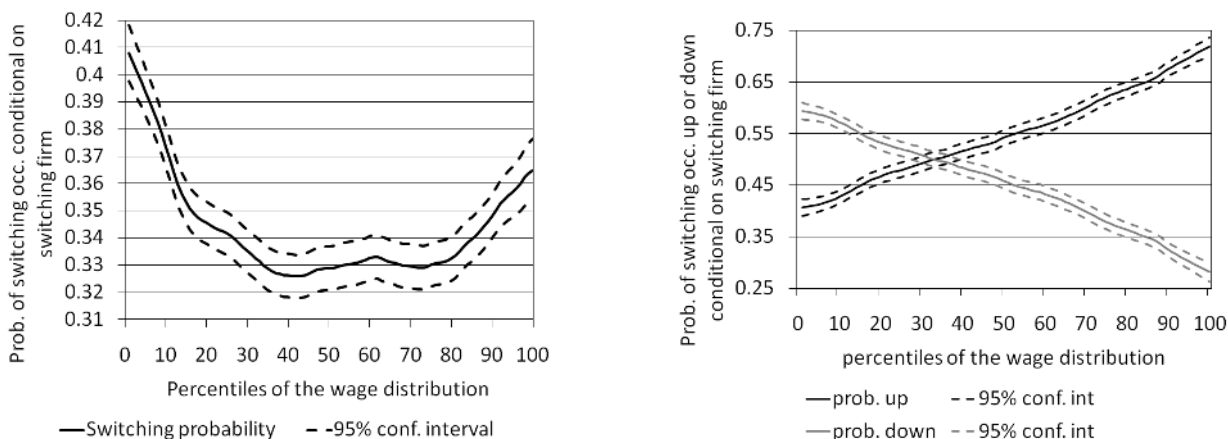 Prob. of switching occ. conditional on
switching firm
0.42
0.41
0.4
0.39
0.38
0.37
0.36
0.35
0.34
0.33
0.32
0.31
0 10 20 30 40 50 60 70 80 90 100
Percentiles of the wage distribution
Switching probability
95% conf. interval
Prob. of switching occ. up or down
conditional on switching firm
0.75
0.65
0.55
0.45
0.35
0.25
0 10 20 30 40 50 60 70 80 90 100
percentiles of the wage distribution
prob. up
95% conf. int
prob. down
95% conf. int